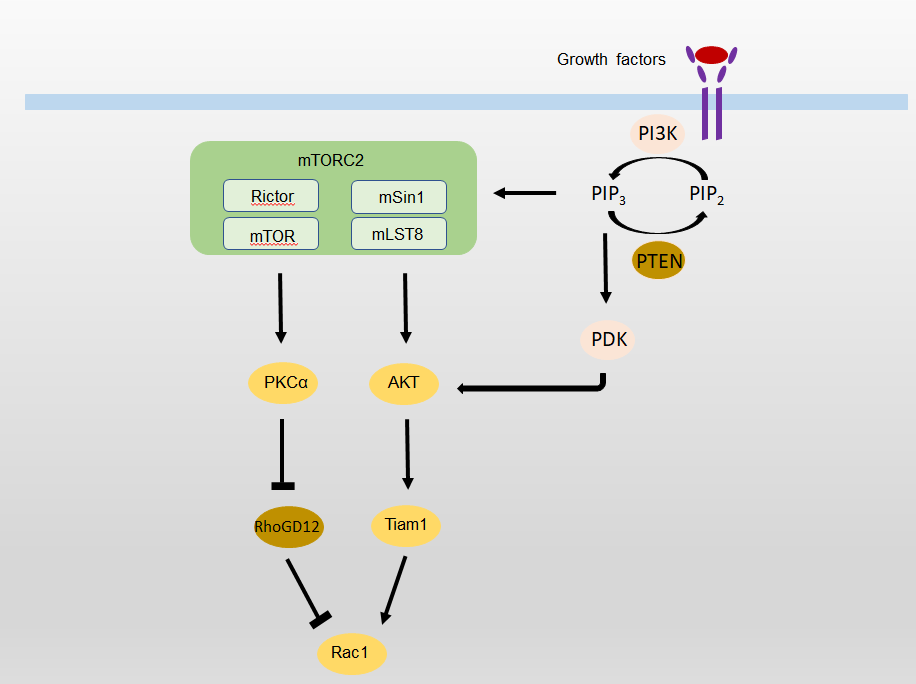 Growth factors
PI3K
mTORC2
Rictor
mSin1
PIP3
PIP2
mTOR
mLST8
PTEN
PDK
PKCα
AKT
RhoGD12
Tiam1
Rac1